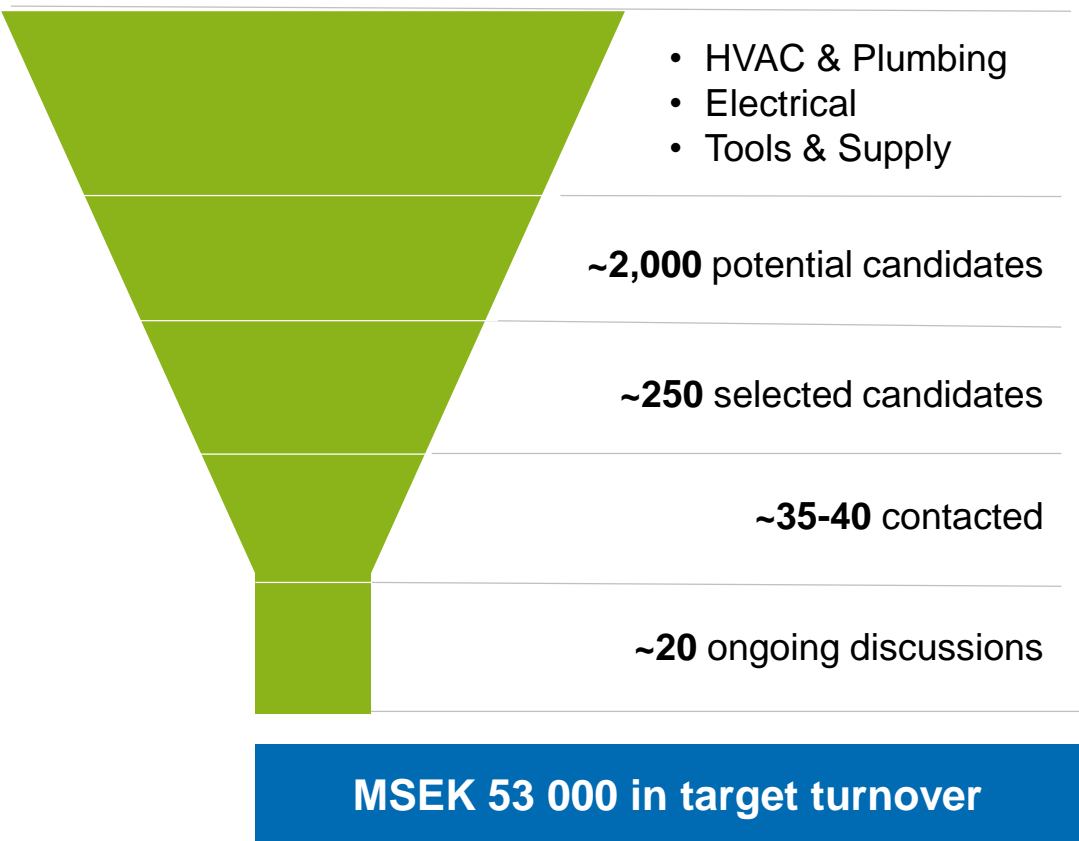 • HVAC & Plumbing
• Electrical
• Tools & Supply
~2,000 potential candidates
~250 selected candidates
~35-40 contacted
~20 ongoing discussions
MSEK 53 000 in target turnover